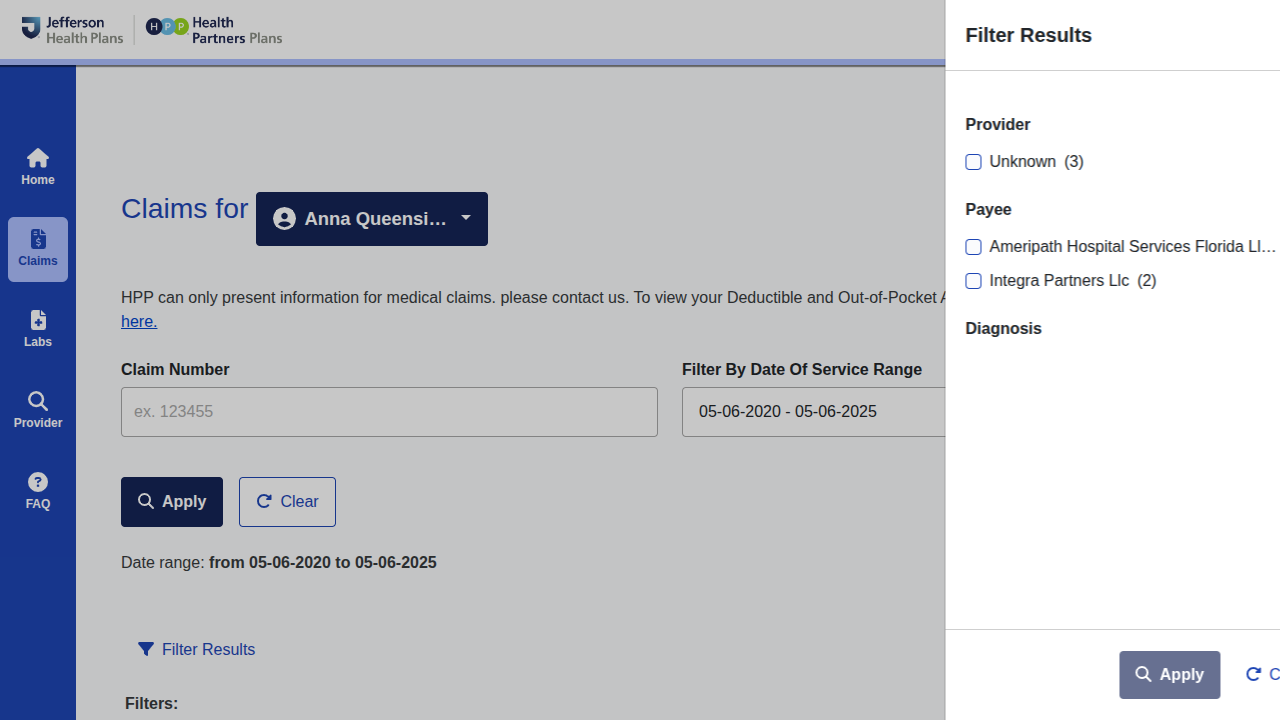 Jefferson
Health Plans
HPP
Health
Partners Plans
Home
Claims
Labs
Provider
FAQ
Claims for
Anna Queensi…
HPP can only present information for medical claims. please contact us. To view your Deductible and Out-of-Pocket
here.
Claim Number
Filter By Date Of Service Range
ex. 123455
05-06-2020 - 05-06-2025
Apply
Clear
Date range: from 05-06-2020 to 05-06-2025
Filter Results
Filters:
Filter Results
Provider
Unknown (3)
Payee
Ameripath Hospital Services Florida Ll…
Integra Partners Llc (2)
Diagnosis
Apply